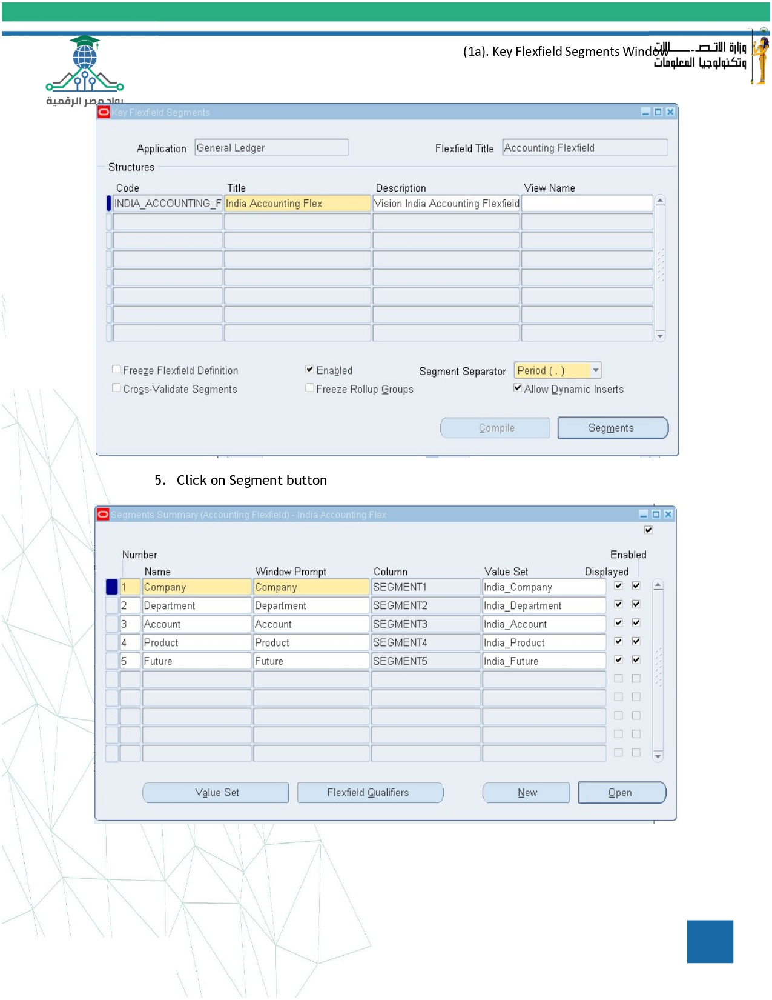 (1a). Key Flexfield Segments Window
وزارة الاتصـــــالات
وتكنولوجيا المعلومات
رواد مصر الرقمية
Key Flexfield Segments
Application General Ledger Flexfield Title Accounting Flexfield
Structures
Code Title Description View Name
INDIA_ACCOUNTING_F India Accounting Flex Vision India Accounting Flexfield
Freeze Flexfield Definition Enabled Segment Separator Period ( . )
Cross-Validate Segments Freeze Rollup Groups Allow Dynamic Inserts
Compile Segments
5. Click on Segment button
Segments Summary (Accounting Flexfield) - India Accounting Flex
Number Enabled
Name Window Prompt Column Value Set Displayed
1 Company Company SEGMENT1 India_Company
2 Department Department SEGMENT2 India_Department
3 Account Account SEGMENT3 India_Account
4 Product Product SEGMENT4 India_Product
5 Future Future SEGMENT5 India_Future
Value Set Flexfield Qualifiers New Open